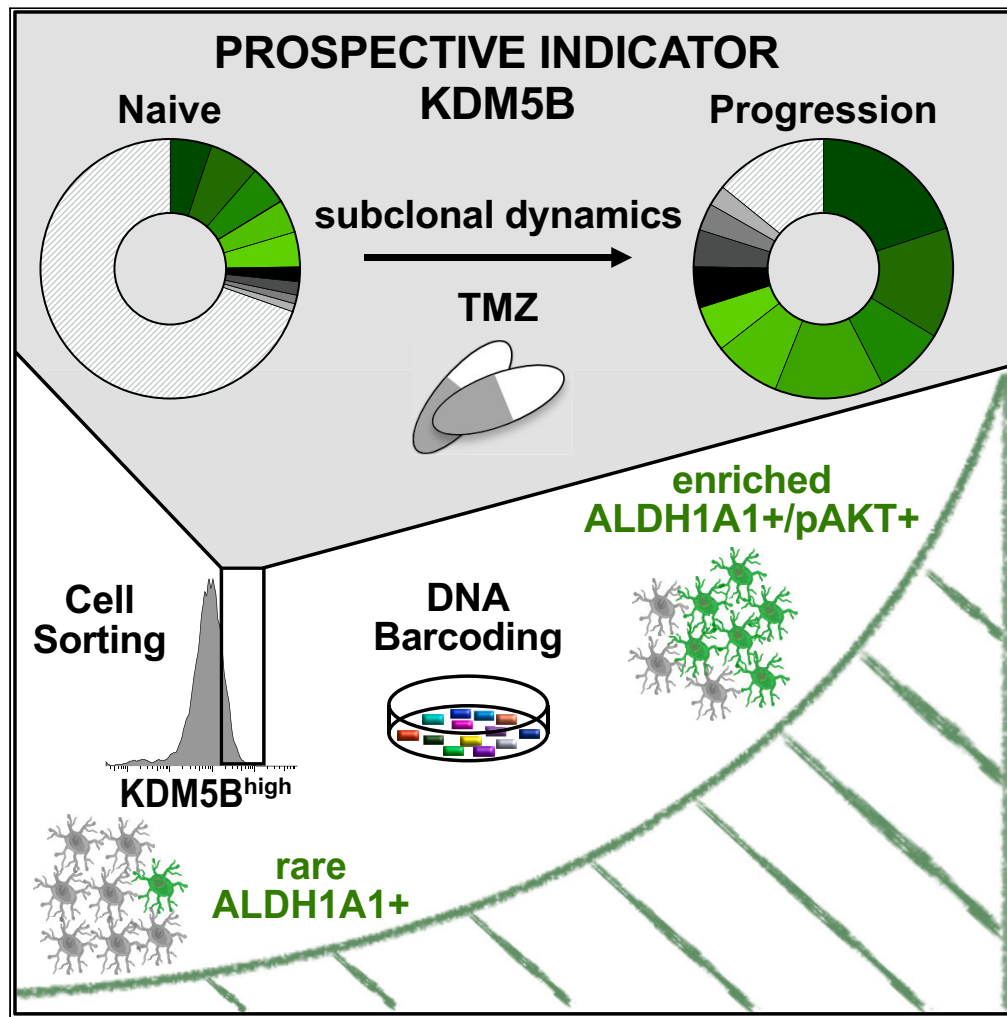 PROSPECTIVE INDICATOR
KDM5B
Naive
Progression
subclonal dynamics
TMZ
enriched
ALDH1A1+/pAKT+
Cell
Sorting
DNA
Barcoding
KDM5Bhigh
rare
ALDH1A1+